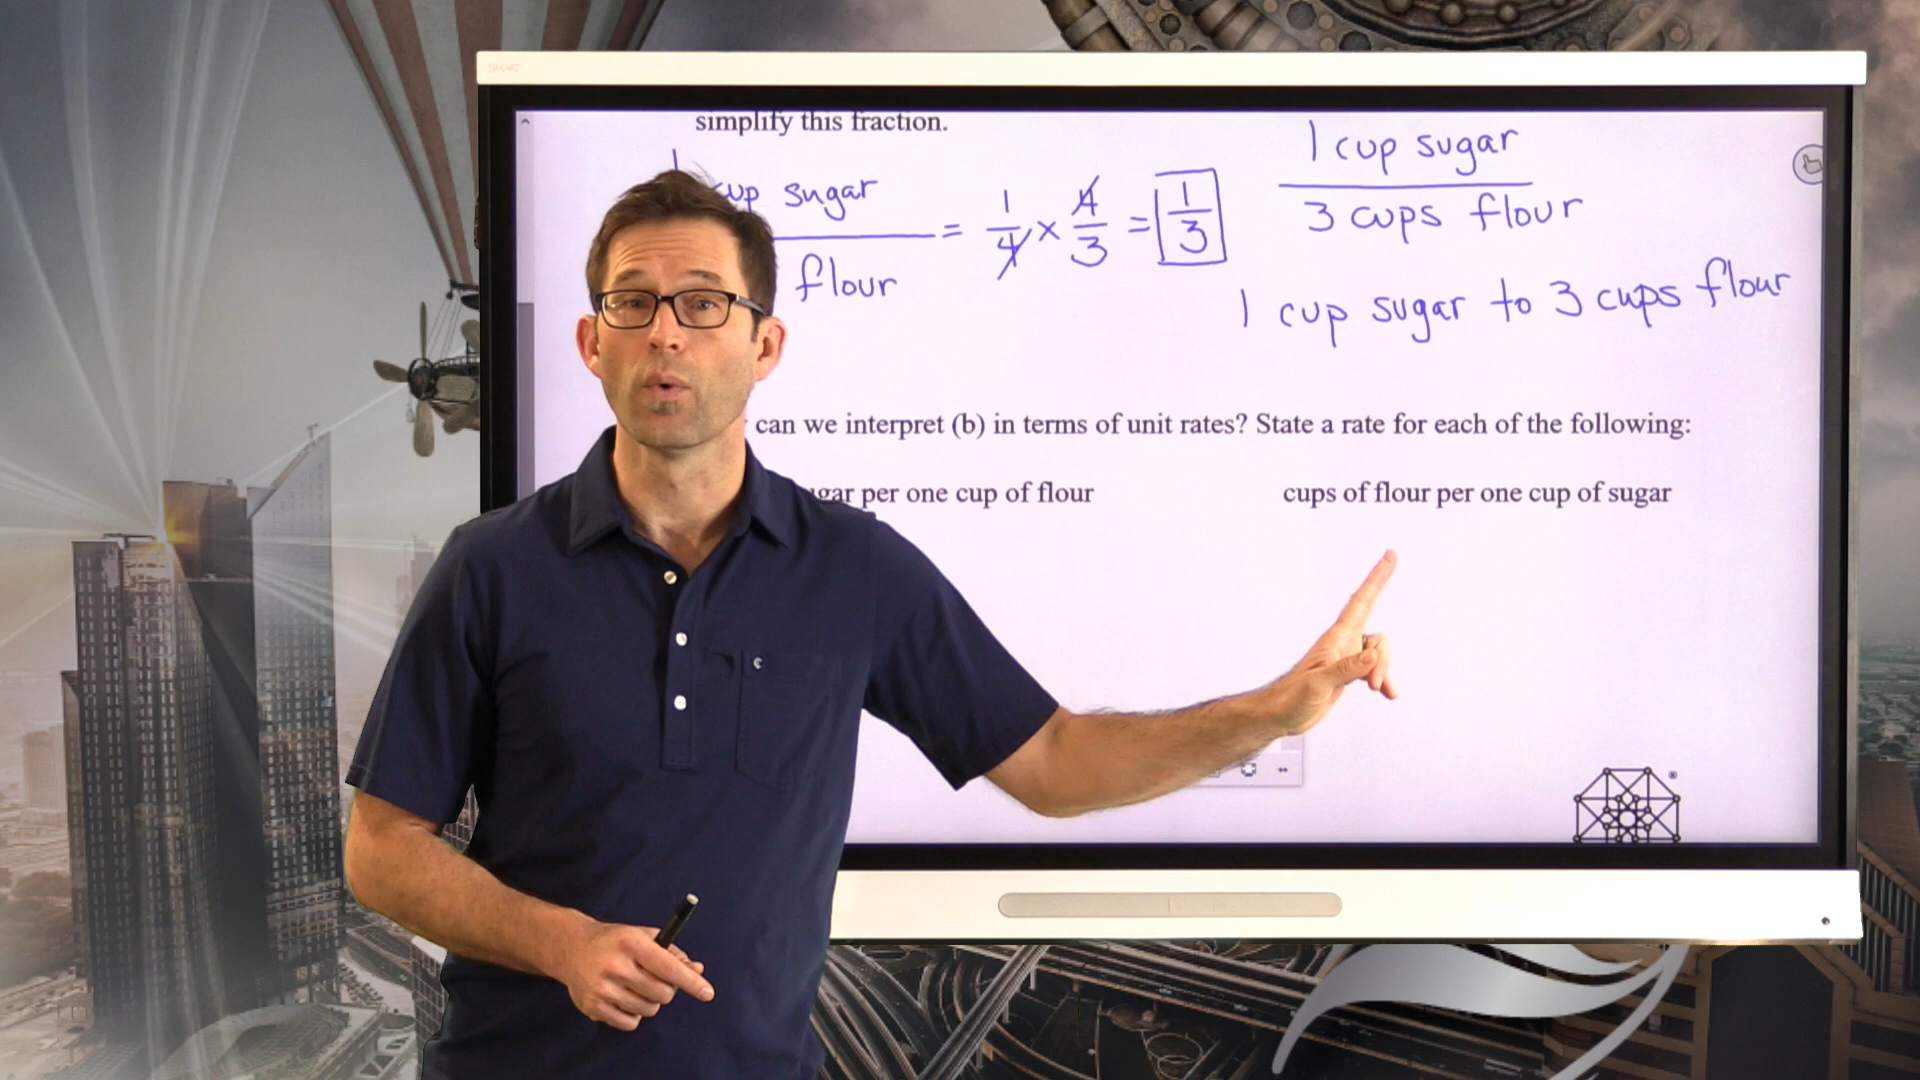 simplify this fraction.
cup sugar
flour
= 1/4 × 4/3 = 1/3
1 cup sugar
3 cups flour
1 cup sugar to 3 cups flour
can we interpret (b) in terms of unit rates? State a rate for each of the following:
per one cup of flour
cups of flour per one cup of sugar